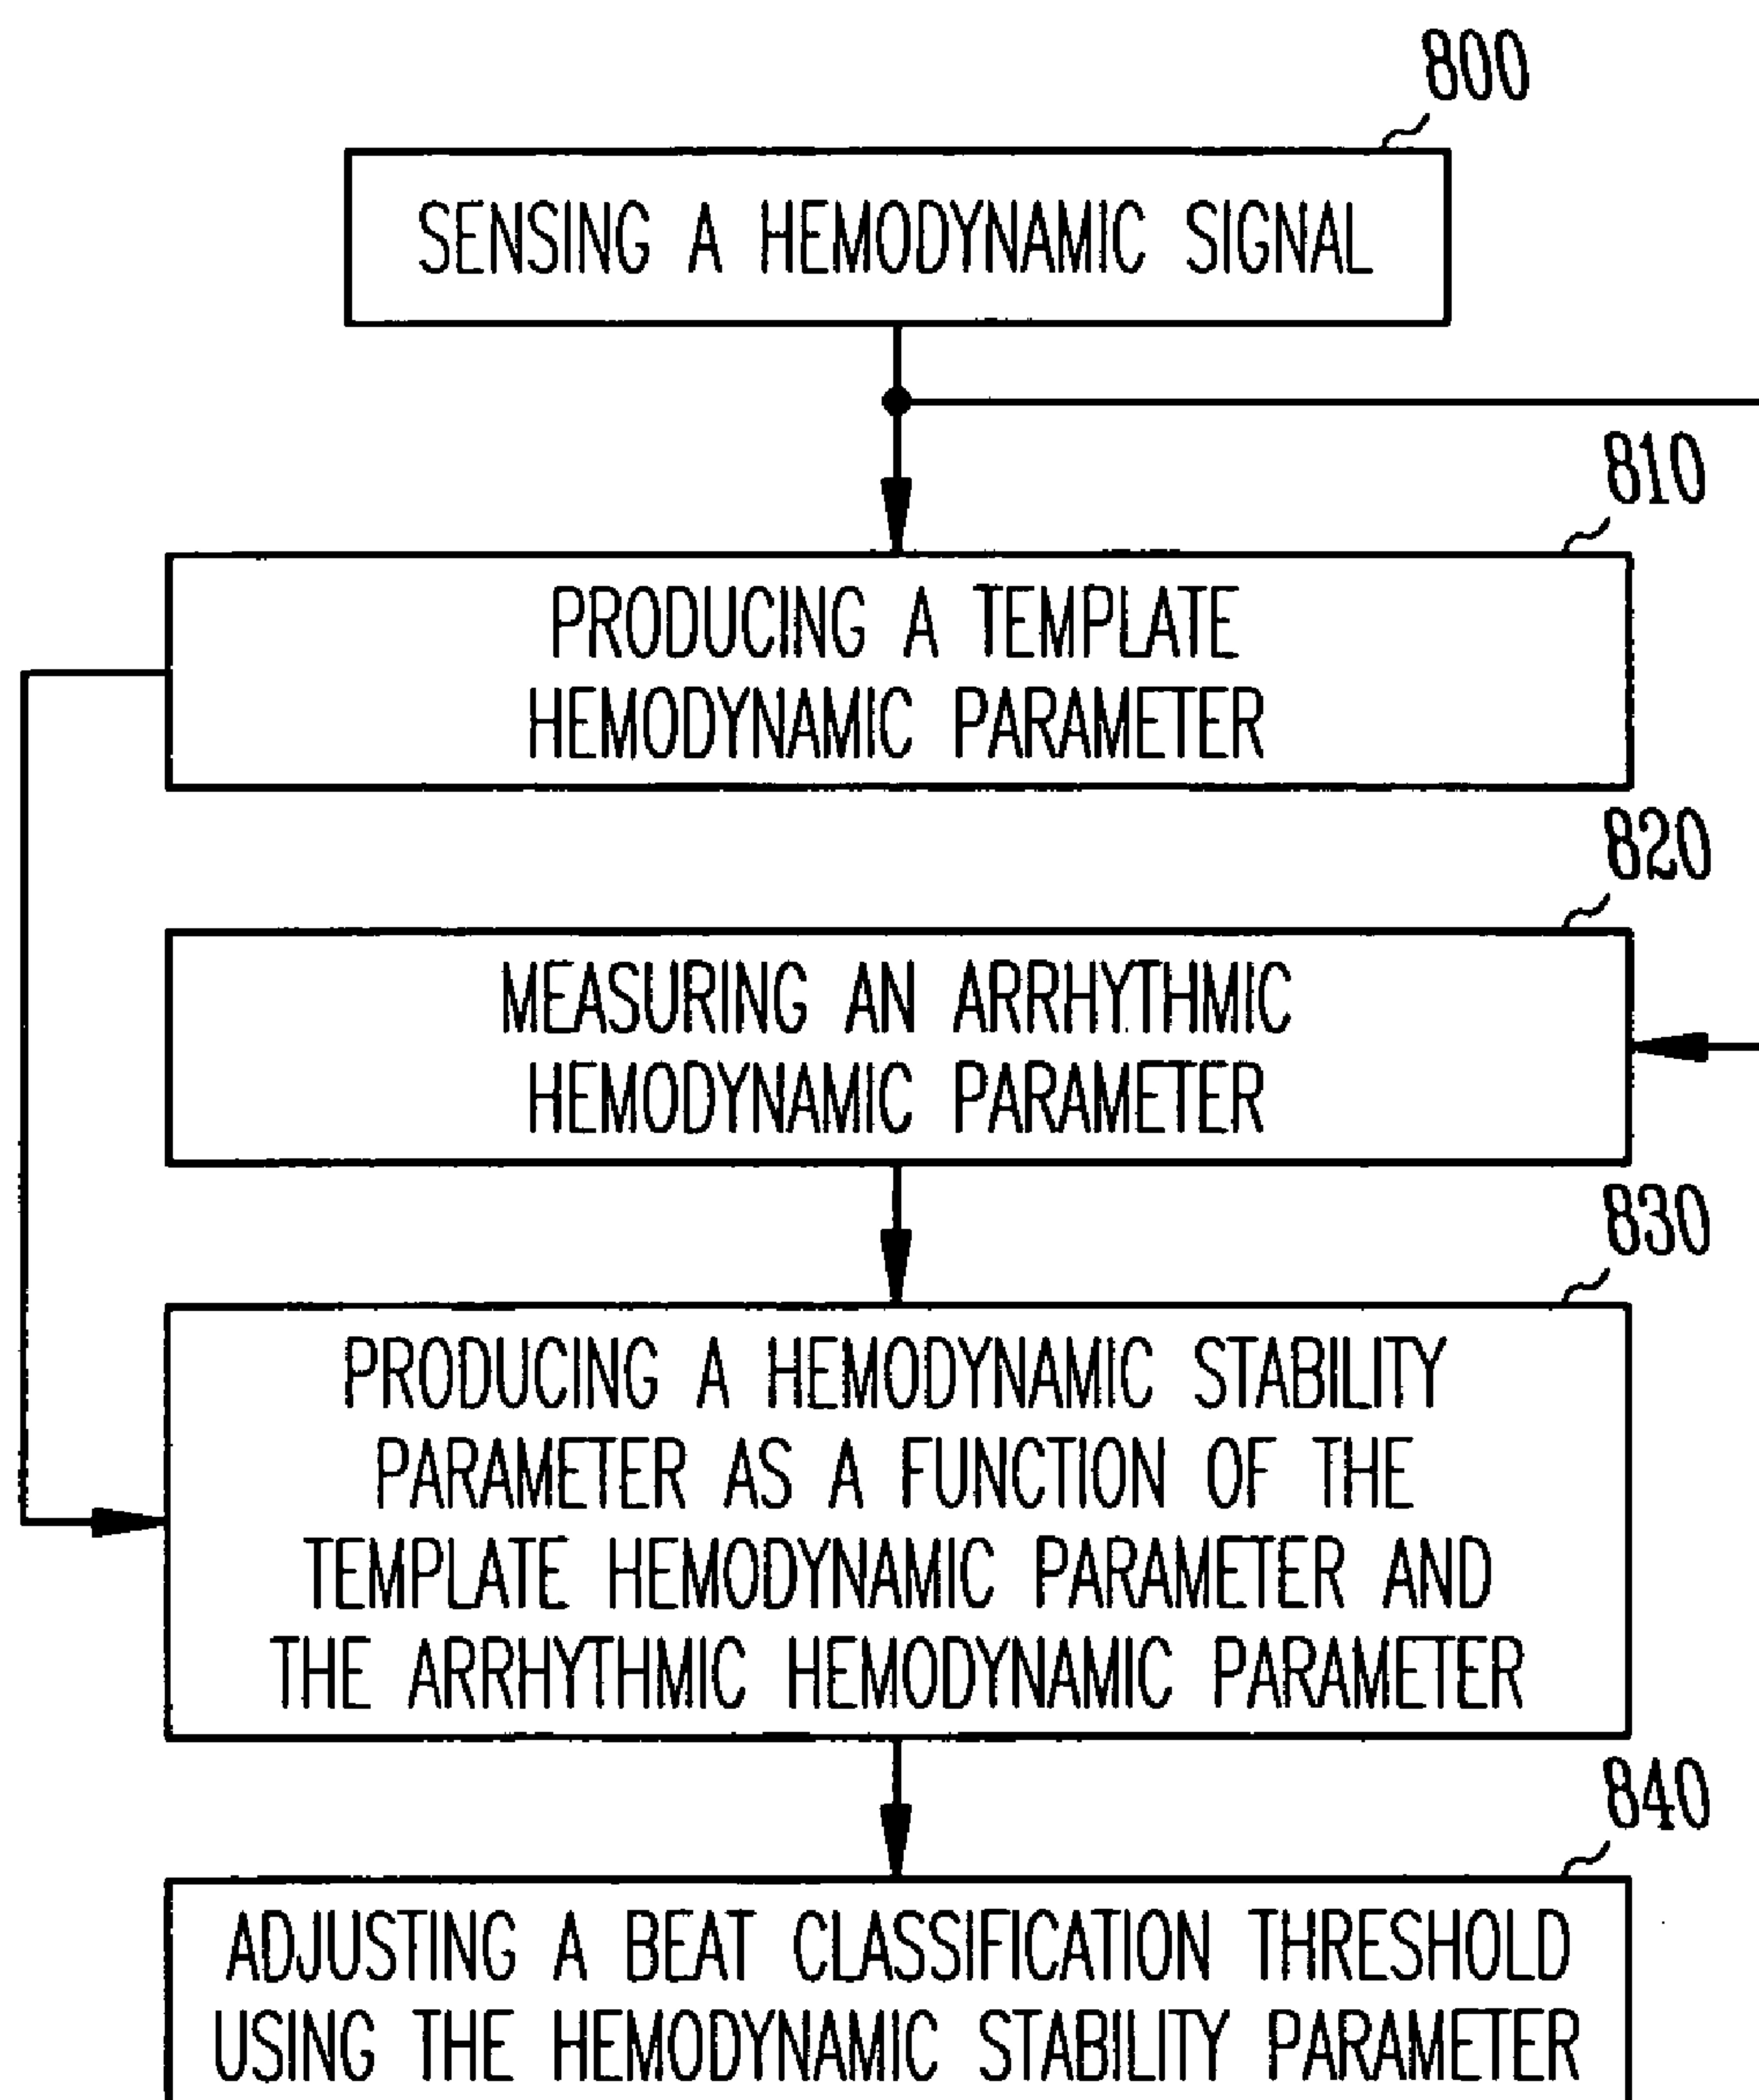 800
SENSING A HEMODYNAMIC SIGNAL
810
PRODUCING A TEMPLATE
HEMODYNAMIC PARAMETER
820
MEASURING AN ARRHYTHMIC
HEMODYNAMIC PARAMETER
830
PRODUCING A HEMODYNAMIC STABILITY
PARAMETER AS A FUNCTION OF THE
TEMPLATE HEMODYNAMIC PARAMETER AND
THE ARRHYTHMIC HEMODYNAMIC PARAMETER
840
ADJUSTING A BEAT CLASSIFICATION THRESHOLD
USING THE HEMODYNAMIC STABILITY PARAMETER